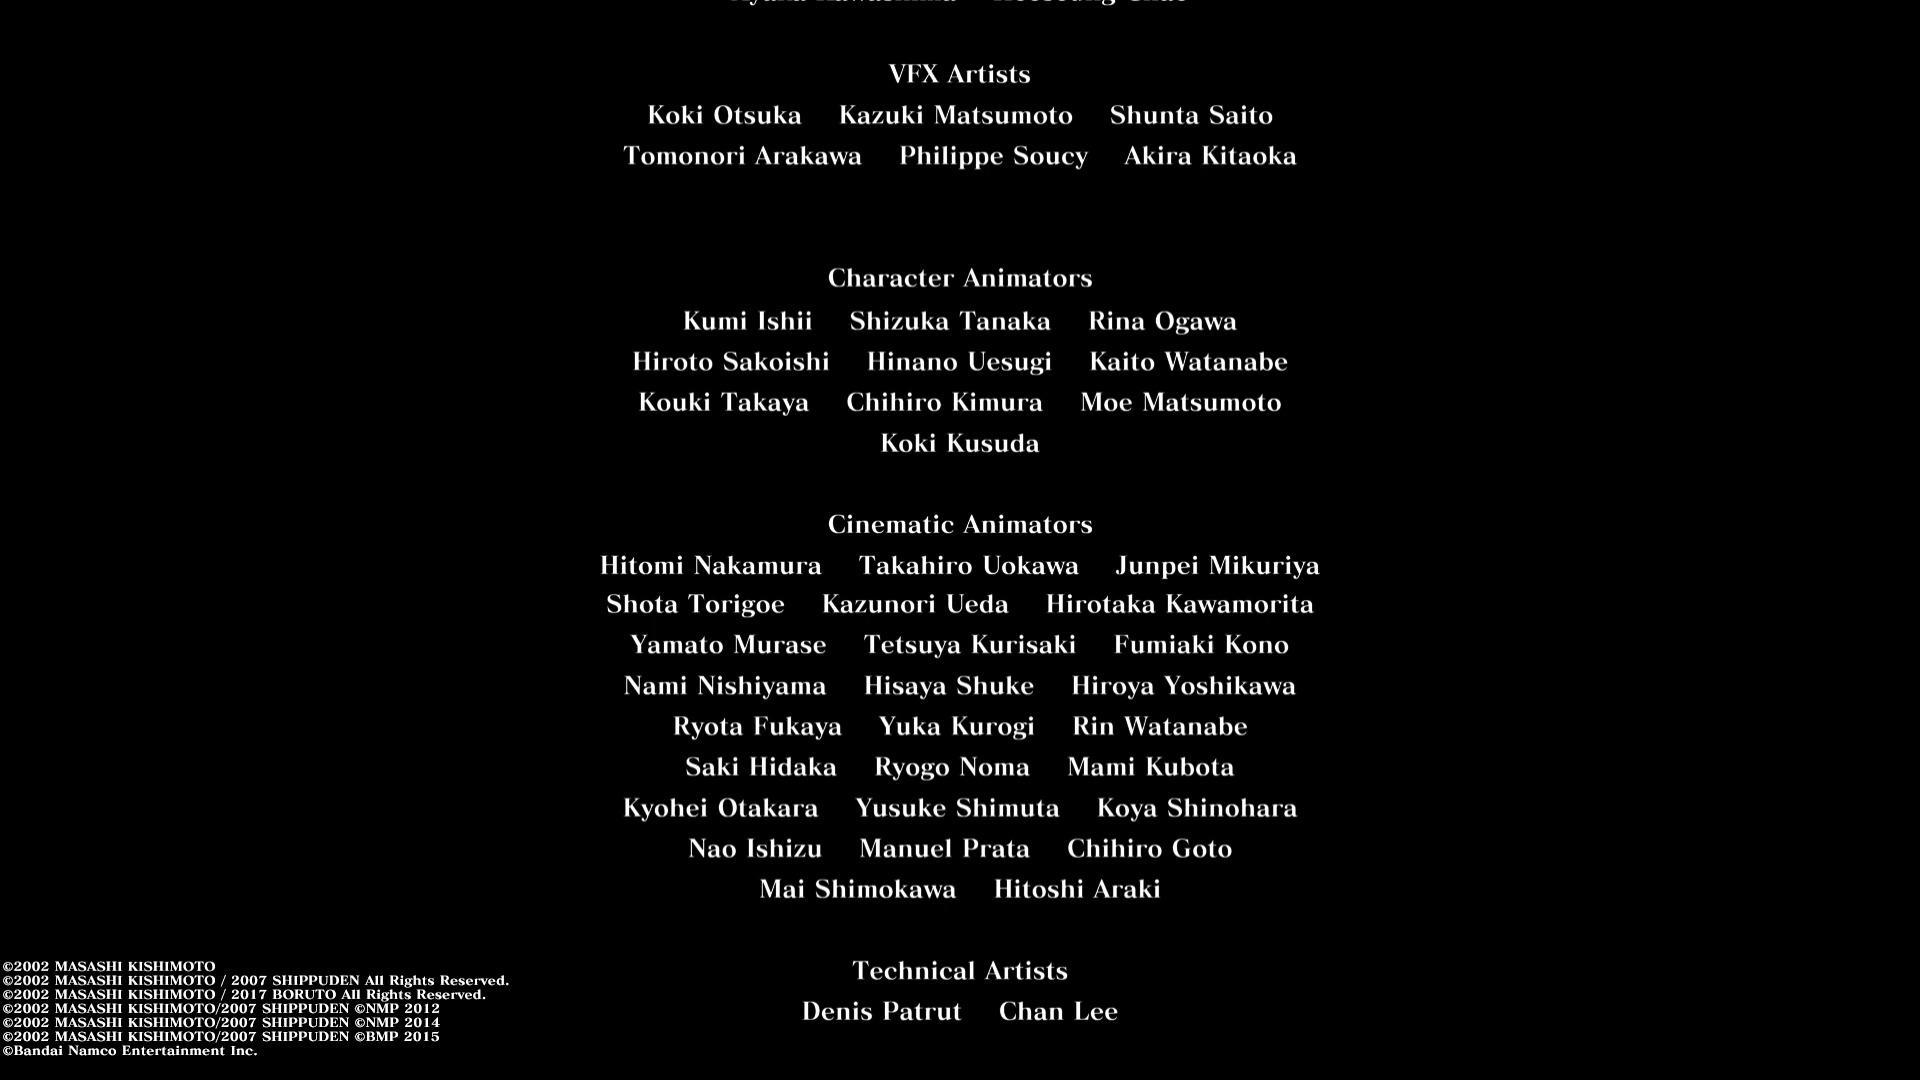 VFX Artists
Koki Otsuka Kazuki Matsumoto Shunta Saito
Tomonori Arakawa Philippe Soucy Akira Kitaoka
Character Animators
Kumi Ishii Shizuka Tanaka Rina Ogawa
Hiroto Sakoishi Hinano Uesugi Kaito Watanabe
Kouki Takaya Chihiro Kimura Moe Matsumoto
Koki Kusuda
Cinematic Animators
Hitomi Nakamura Takahiro Uokawa Junpei Mikuriya
Shota Torigoe Kazunori Ueda Hirotaka Kawamorita
Yamato Murase Tetsuya Kurisaki Fumiaki Kono
Nami Nishiyama Hisaya Shuke Hiroya Yoshikawa
Ryota Fukaya Yuka Kurogi Rin Watanabe
Saki Hidaka Ryogo Noma Mami Kubota
Kyohei Otakara Yusuke Shimuta Koya Shinohara
Nao Ishizu Manuel Prata Chihiro Goto
Mai Shimokawa Hitoshi Araki
Technical Artists
Denis Patrut Chan Lee
©2002 MASASHI KISHIMOTO
©2002 MASASHI KISHIMOTO / 2007 SHIPPUDEN All Rights Reserved.
©2002 MASASHI KISHIMOTO / 2017 BORUTO All Rights Reserved.
©2002 MASASHI KISHIMOTO/2007 SHIPPUDEN ©NMP 2012
©2002 MASASHI KISHIMOTO/2007 SHIPPUDEN ©NMP 2014
©2002 MASASHI KISHIMOTO/2007 SHIPPUDEN ©BMP 2015
©Bandai Namco Entertainment Inc.